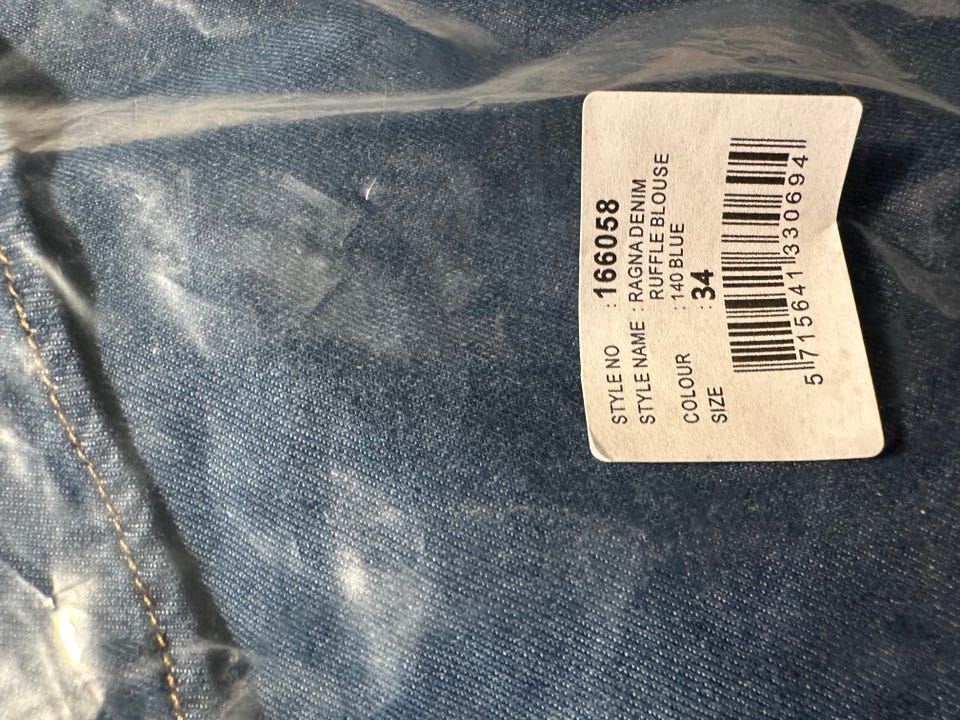 STYLE NO : 166058
STYLE NAME : RAGNA DENIM
RUFFLE BLOUSE
COLOUR : 140 BLUE
SIZE : 34
5 715641 330694